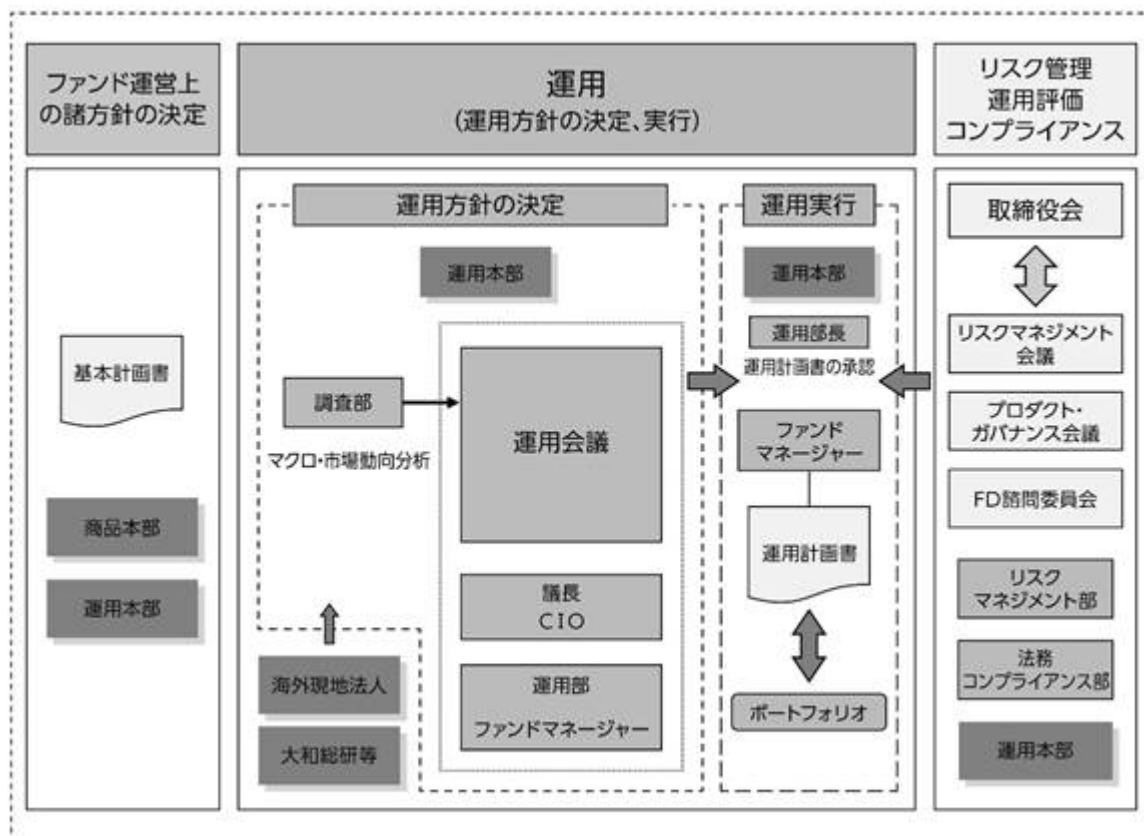 ファンド運営上
の諸方針の決定
基本計画書
商品本部
運用本部
運用
(運用方針の決定、実行)
運用方針の決定
運用本部
調査部
マクロ・市場動向分析
運用会議
議長
CIO
運用部
ファンドマネージャー
海外現地法人
大和総研等
運用実行
運用本部
運用部長
運用計画書の承認
ファンド
マネージャー
運用計画書
ポートフォリオ
リスク管理
運用評価
コンプライアンス
取締役会
リスクマネジメント
会議
プロダクト・
ガバナンス会議
FD諮問委員会
リスク
マネジメント部
法務
コンプライアンス部
運用本部